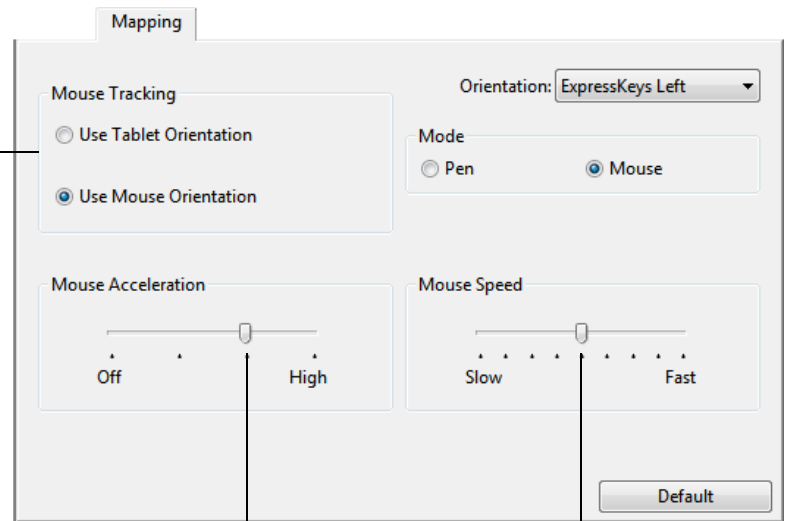 Mapping
Mouse Tracking
Use Tablet Orientation
Use Mouse Orientation
Orientation: ExpressKeys Left
Mode
Pen Mouse
Mouse Acceleration
Off High
Mouse Speed
Slow Fast
Default